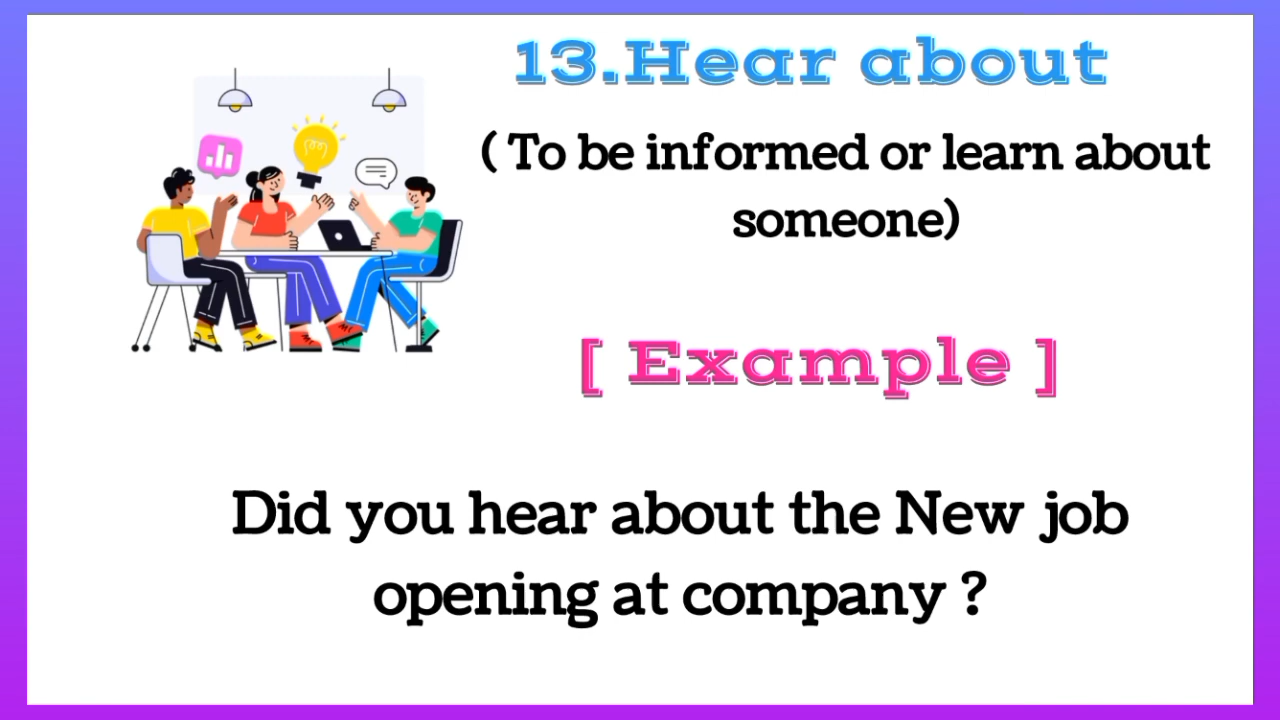 13.Hear about
( To be informed or learn about
someone)
[ Example ]
Did you hear about the New job
opening at company ?